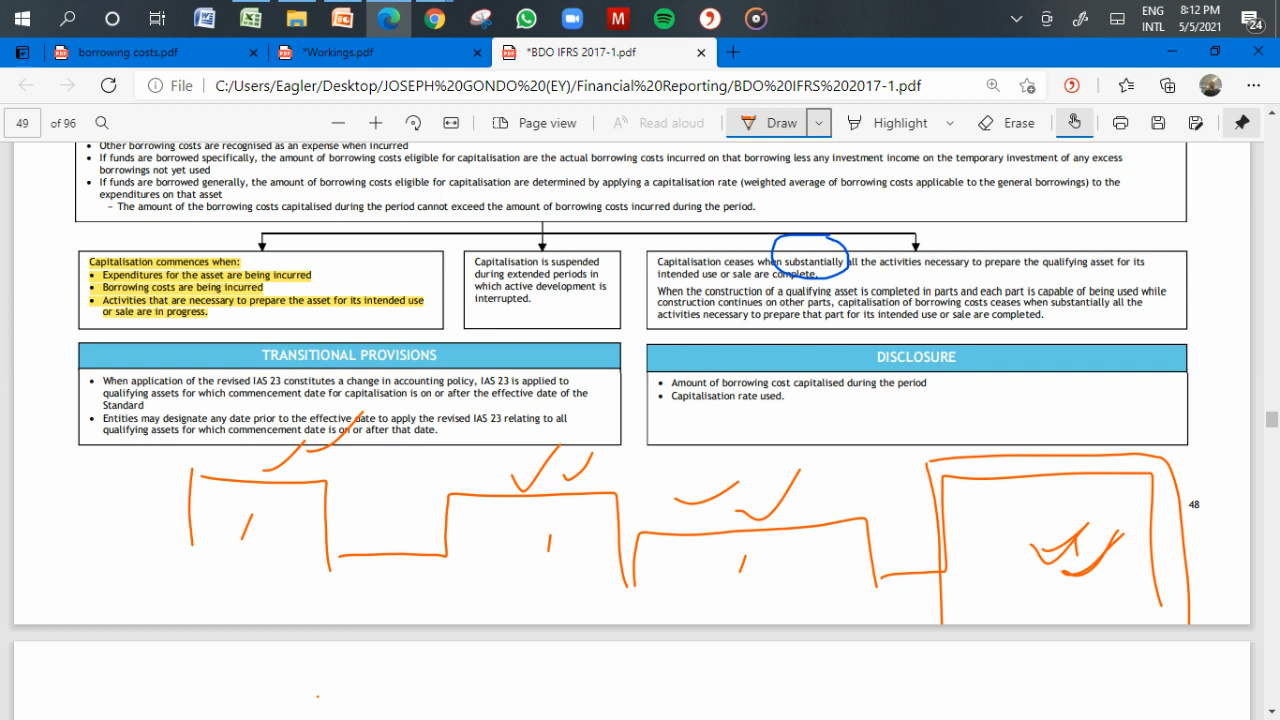 8:12 PM
ENG
INTL
5/5/2021
24
borrowing costs.pdf
*Workings.pdf
*BDO IFRS 2017-1.pdf
File
C:/Users/Eagler/Desktop/JOSEPH%20GONDO%20(EY)/Financial%20Reporting/BDO%20IFRS%202017-1.pdf
49 of 96
Page view
Read aloud
Draw
Highlight
Erase
• Other borrowing costs are recognised as an expense when incurred
• If funds are borrowed specifically, the amount of borrowing costs eligible for capitalisation are the actual borrowing costs incurred on that borrowing less any investment income on the temporary investment of any excess
borrowings not yet used
• If funds are borrowed generally, the amount of borrowing costs eligible for capitalisation are determined by applying a capitalisation rate (weighted average of borrowing costs applicable to the general borrowings) to the
expenditures on that asset
– The amount of the borrowing costs capitalised during the period cannot exceed the amount of borrowing costs incurred during the period.
Capitalisation commences when:
• Expenditures for the asset are being incurred
• Borrowing costs are being incurred
• Activities that are necessary to prepare the asset for its intended use
or sale are in progress.
Capitalisation is suspended
during extended periods in
which active development is
interrupted.
Capitalisation ceases when substantially all the activities necessary to prepare the qualifying asset for its
intended use or sale are complete.
When the construction of a qualifying asset is completed in parts and each part is capable of being used while
construction continues on other parts, capitalisation of borrowing costs ceases when substantially all the
activities necessary to prepare that part for its intended use or sale are completed.
TRANSITIONAL PROVISIONS
• When application of the revised IAS 23 constitutes a change in accounting policy, IAS 23 is applied to
qualifying assets for which commencement date for capitalisation is on or after the effective date of the
Standard
• Entities may designate any date prior to the effective date to apply the revised IAS 23 relating to all
qualifying assets for which commencement date is on or after that date.
DISCLOSURE
• Amount of borrowing cost capitalised during the period
• Capitalisation rate used.
48